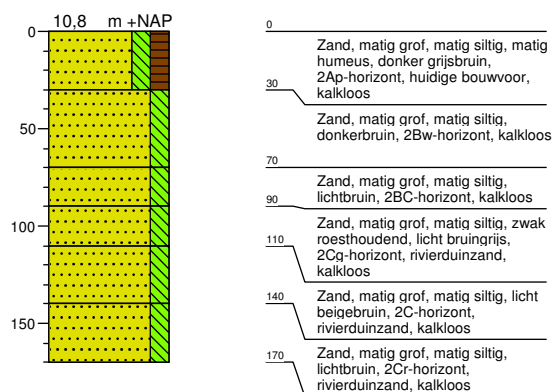 10,8 m +NAP
0
50
100
150
0
Zand, matig grof, matig siltig, matig
humeus, donker grijsbruin,
2Ap-horizont, huidige bouwvoor,
kalkloos
30
Zand, matig grof, matig siltig,
donkerbruin, 2Bw-horizont, kalkloos
70
Zand, matig grof, matig siltig,
lichtbruin, 2BC-horizont, kalkloos
90
Zand, matig grof, matig siltig, zwak
roesthoudend, licht bruingrijs,
2Cg-horizont, rivierduinzand,
kalkloos
110
Zand, matig grof, matig siltig, licht
beigebruin, 2C-horizont,
rivierduinzand, kalkloos
140
Zand, matig grof, matig siltig,
lichtbruin, 2Cr-horizont,
rivierduinzand, kalkloos
170